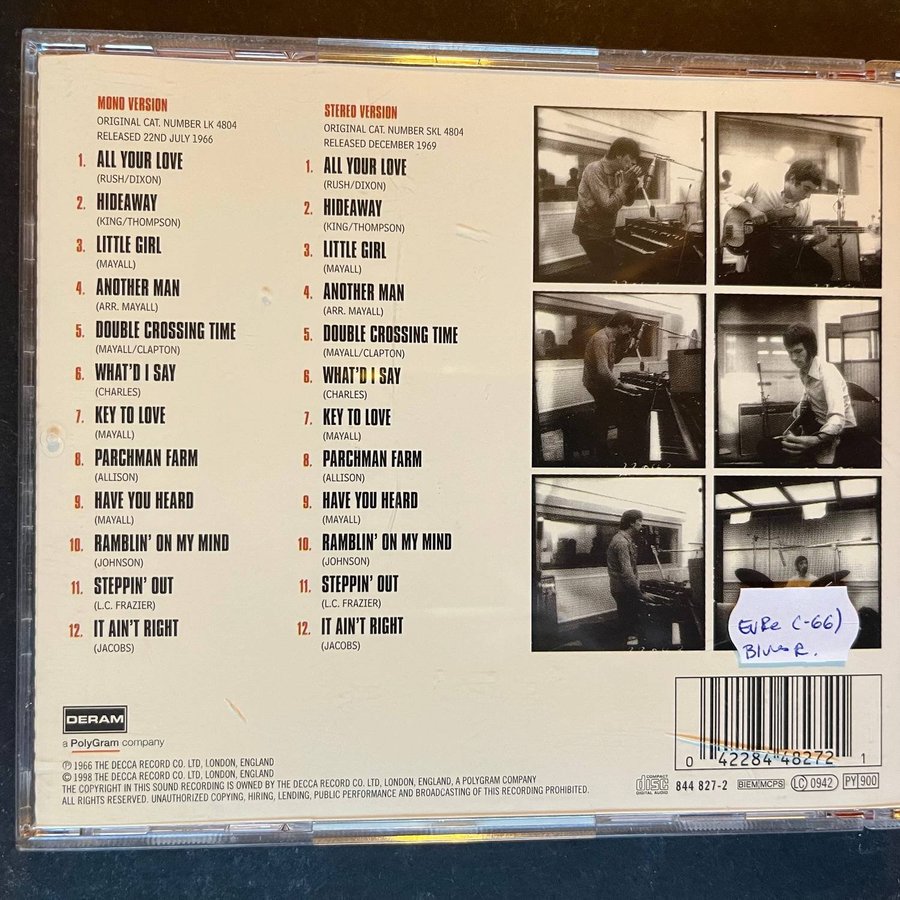 MONO VERSION
ORIGINAL CAT. NUMBER LK 4804
RELEASED 22ND JULY 1966
1. ALL YOUR LOVE
(RUSH/DIXON)
2. HIDEAWAY
(KING/THOMPSON)
3. LITTLE GIRL
(MAYALL)
4. ANOTHER MAN
(ARR. MAYALL)
5. DOUBLE CROSSING TIME
(MAYALL/CLAPTON)
6. WHAT'D I SAY
(CHARLES)
7. KEY TO LOVE
(MAYALL)
8. PARCHMAN FARM
(ALLISON)
9. HAVE YOU HEARD
(MAYALL)
10. RAMBLIN' ON MY MIND
(JOHNSON)
11. STEPPIN' OUT
(L.C. FRAZIER)
12. IT AIN'T RIGHT
(JACOBS)
STEREO VERSION
ORIGINAL CAT. NUMBER SKL 4804
RELEASED DECEMBER 1969
1. ALL YOUR LOVE
(RUSH/DIXON)
2. HIDEAWAY
(KING/THOMPSON)
3. LITTLE GIRL
(MAYALL)
4. ANOTHER MAN
(ARR. MAYALL)
5. DOUBLE CROSSING TIME
(MAYALL/CLAPTON)
6. WHAT'D I SAY
(CHARLES)
7. KEY TO LOVE
(MAYALL)
8. PARCHMAN FARM
(ALLISON)
9. HAVE YOU HEARD
(MAYALL)
10. RAMBLIN' ON MY MIND
(JOHNSON)
11. STEPPIN' OUT
(L.C. FRAZIER)
12. IT AIN'T RIGHT
(JACOBS)
(-66)
R.
DERAM
a PolyGram company
℗ 1966 THE DECCA RECORD CO. LTD, LONDON, ENGLAND
© 1998 THE DECCA RECORD CO. LTD, LONDON, ENGLAND
THE COPYRIGHT IN THIS SOUND RECORDING IS OWNED BY THE DECCA RECORD CO. LTD, LONDON, ENGLAND, A POLYGRAM COMPANY
ALL RIGHTS RESERVED. UNAUTHORIZED COPYING, HIRING, LENDING, PUBLIC PERFORMANCE AND BROADCASTING OF THIS RECORDING PROHIBITED.
0 42284 48272 1
COMPACT disc DIGITAL AUDIO
844 827-2 BIEM/MCPS LC 0942 PY 900